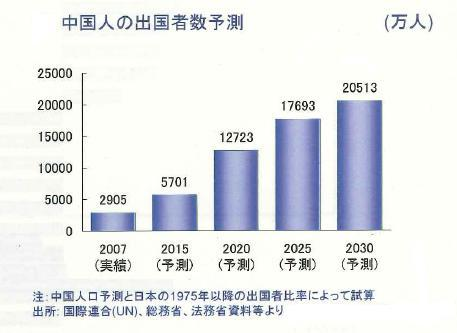 中国人の出国者数予測 (万人)
25000
20000
15000
10000
5000
0
2905
5701
12723
17693
20513
2007 2015 2020 2025 2030
(実績) (予測) (予測) (予測) (予測)
注: 中国人口予測と日本の1975年以降の出国者比率によって試算
出所: 国際連合(UN)、総務省、法務省資料等より